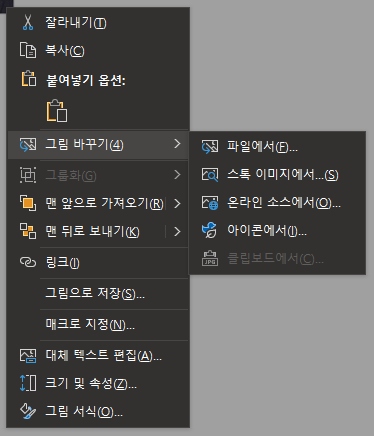 잘라내기(T)
복사(C)
붙여넣기 옵션:
그림 바꾸기(4)
파일에서(F)...
그룹화(G)
스톡 이미지에서...(S)
맨 앞으로 가져오기(R)
온라인 소스에서(O)...
맨 뒤로 보내기(K)
아이콘에서(I)...
링크(I)
클립보드에서(C)...
JPG
그림으로 저장(S)...
매크로 지정(N)...
대체 텍스트 편집(A)...
크기 및 속성(Z)...
그림 서식(O)...